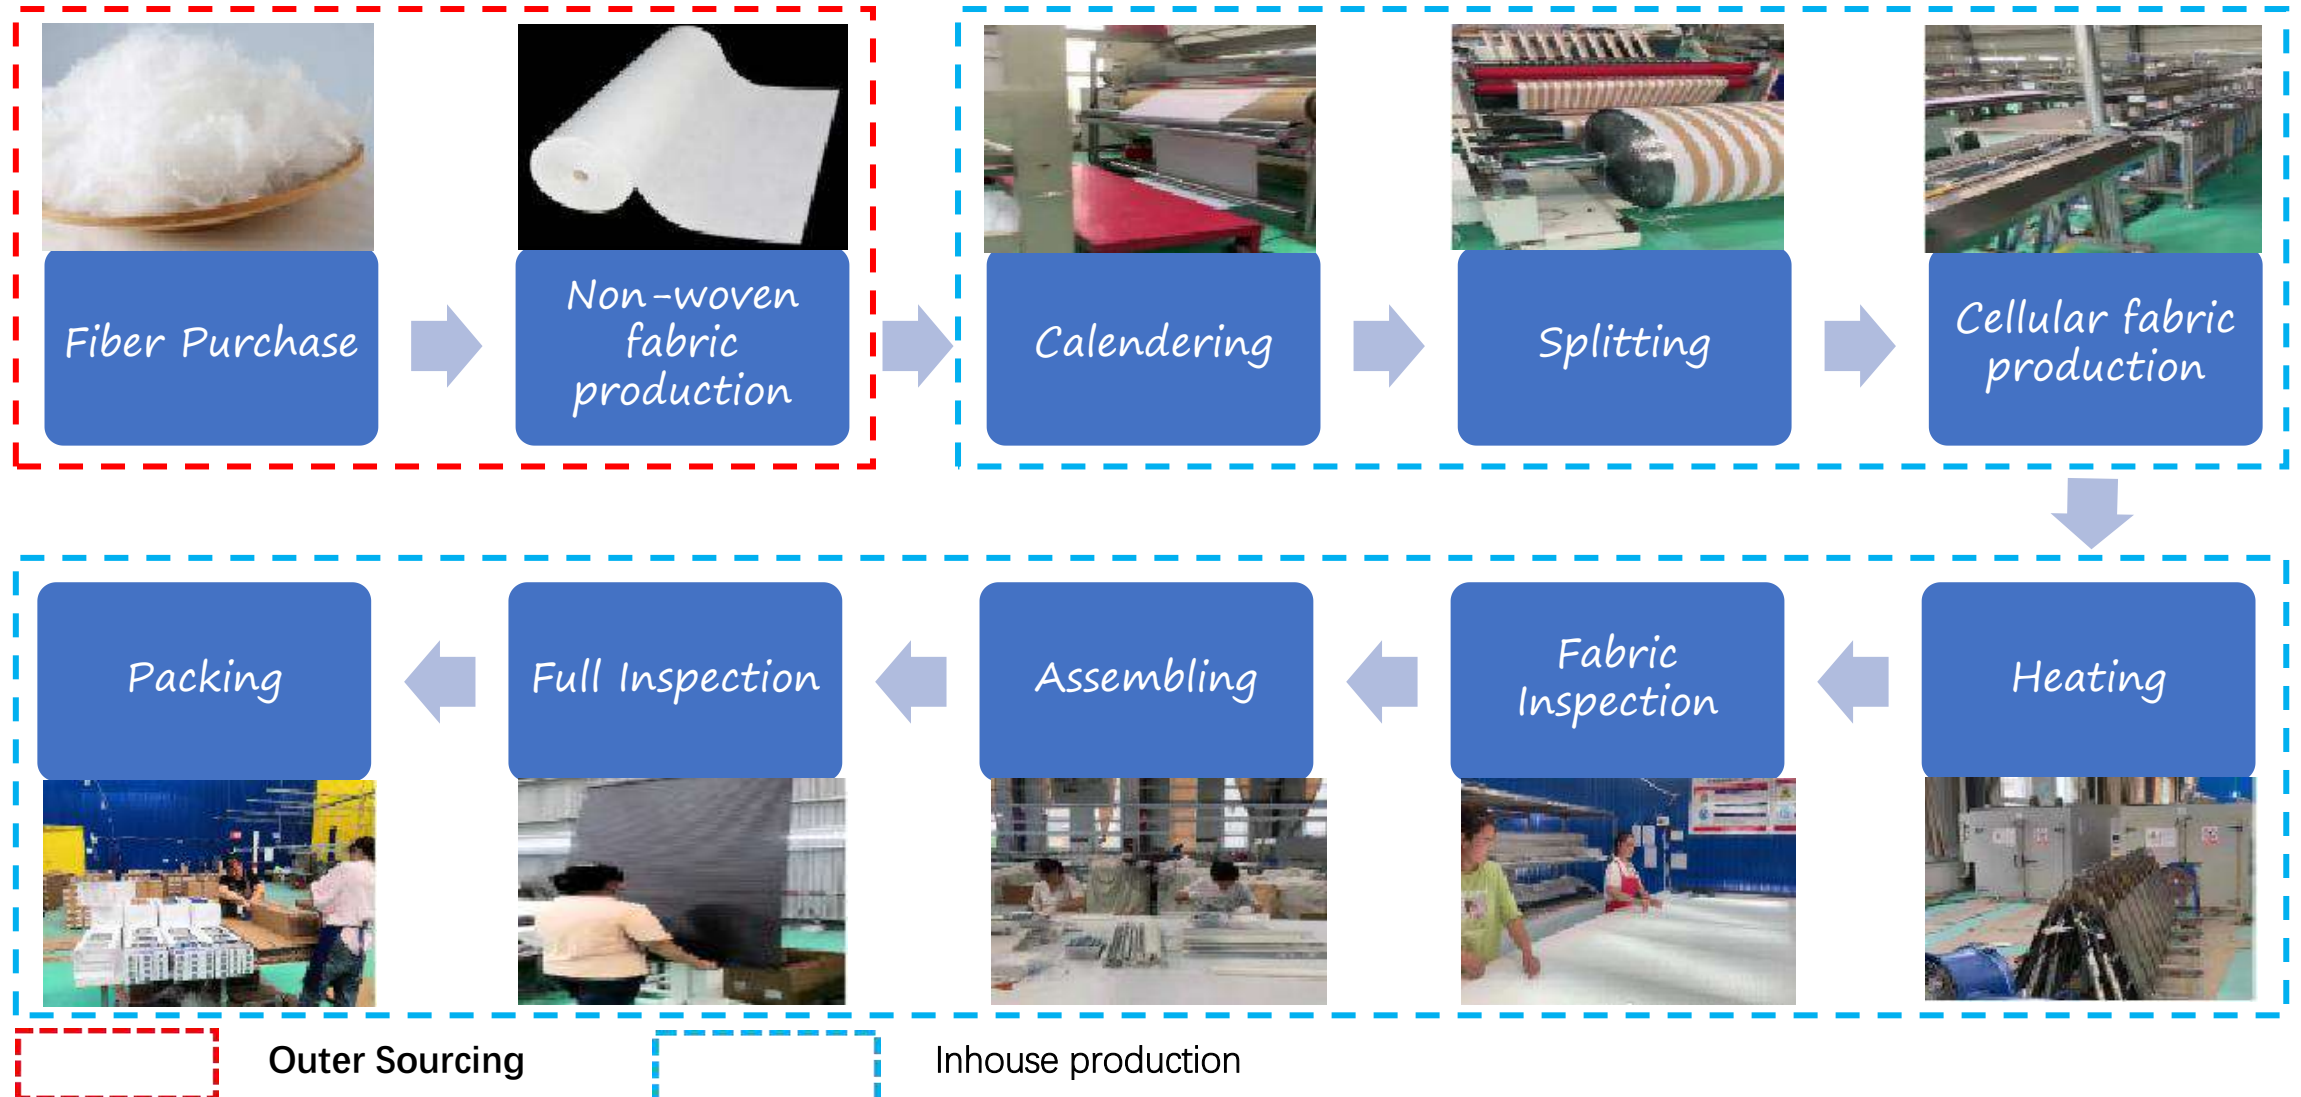 Fiber Purchase
Non-woven
fabric
production
Calendering
Splitting
Cellular fabric
production
Packing
Full Inspection
Assembling
Fabric
Inspection
Heating
Outer Sourcing
Inhouse production